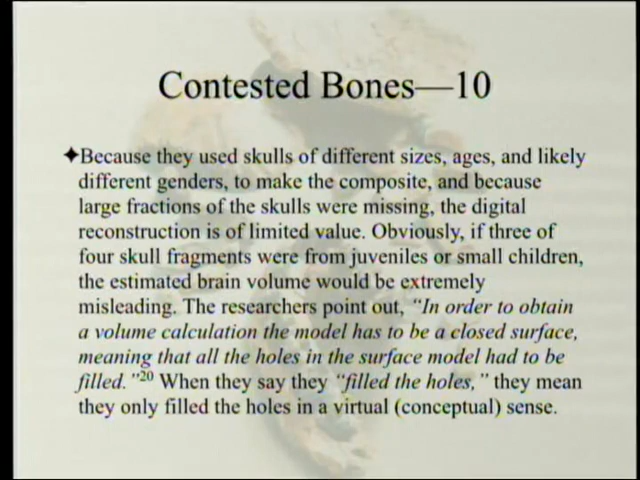 Contested Bones—10
✦Because they used skulls of different sizes, ages, and likely
different genders, to make the composite, and because
large fractions of the skulls were missing, the digital
reconstruction is of limited value. Obviously, if three of
four skull fragments were from juveniles or small children,
the estimated brain volume would be extremely
misleading. The researchers point out, “In order to obtain
a volume calculation the model has to be a closed surface,
meaning that all the holes in the surface model had to be
filled.”20 When they say they “filled the holes,” they mean
they only filled the holes in a virtual (conceptual) sense.